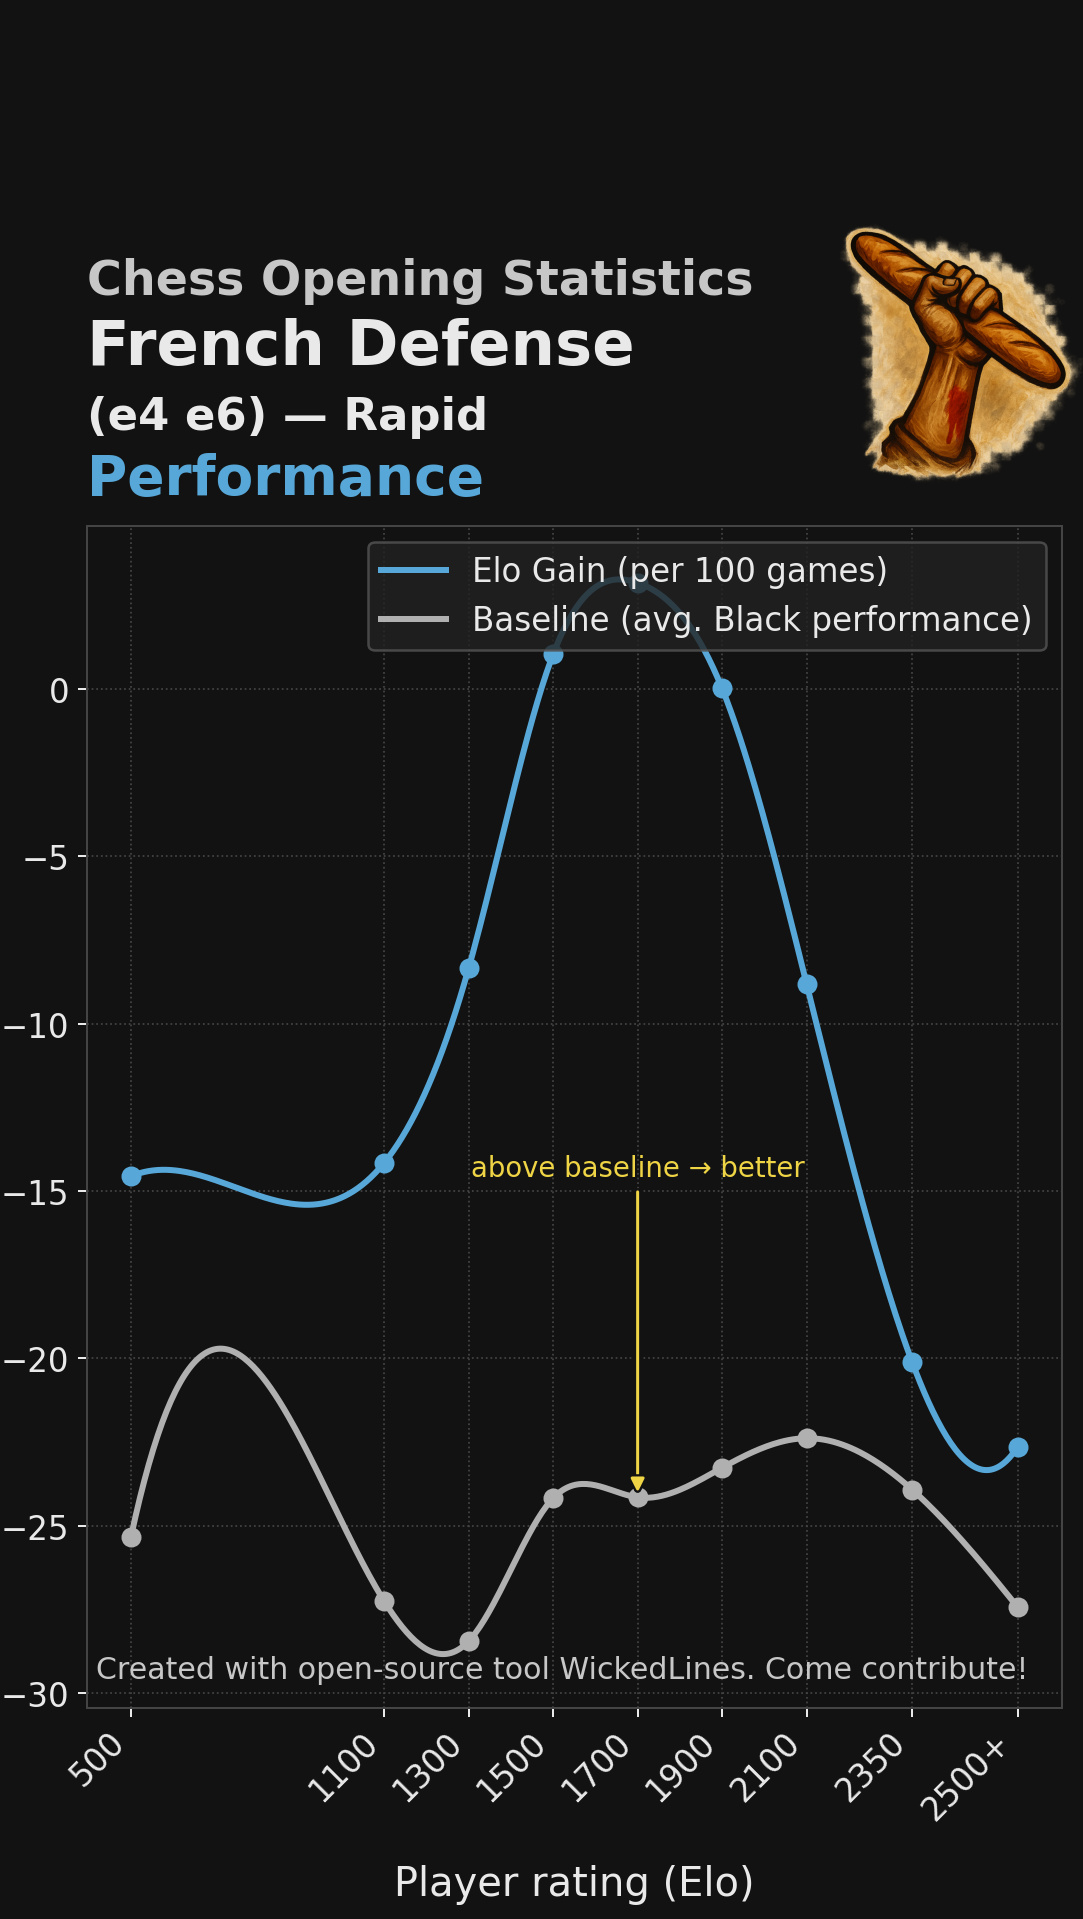 Chess Opening Statistics
French Defense
(e4 e6) — Rapid
Performance
Elo Gain (per 100 games)
Baseline (avg. Black performance)
0
−5
−10
above baseline → better
−15
−20
−25
Created with open-source tool WickedLines. Come contribute!
−30
500
1100
1300
1500
1700
1900
2100
2350
2500+
Player rating (Elo)